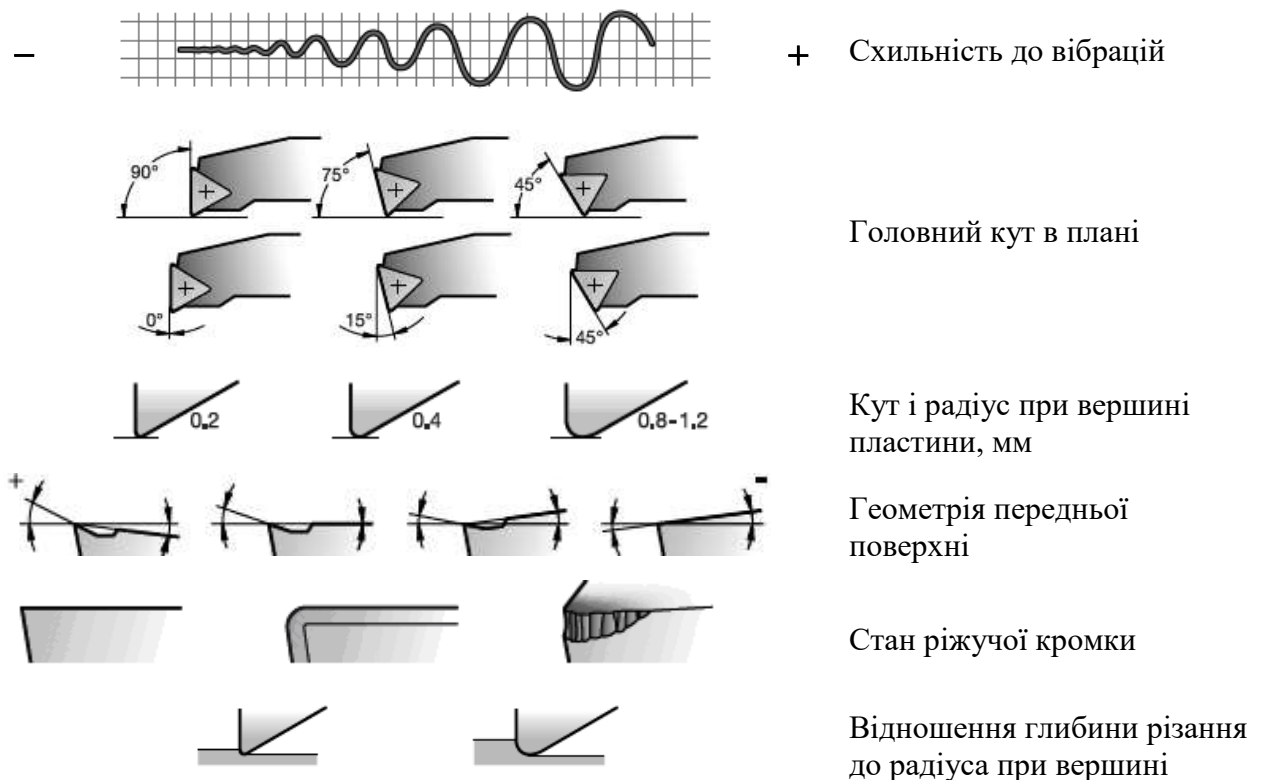 − + Схильність до вібрацій
90° 75° 45°
Головний кут в плані
0° 15° 45°
0.2 0.4 0.8-1.2
Кут і радіус при вершині
пластини, мм
+ -
Геометрія передньої
поверхні
Стан ріжучої кромки
Відношення глибини різання
до радіуса при вершині